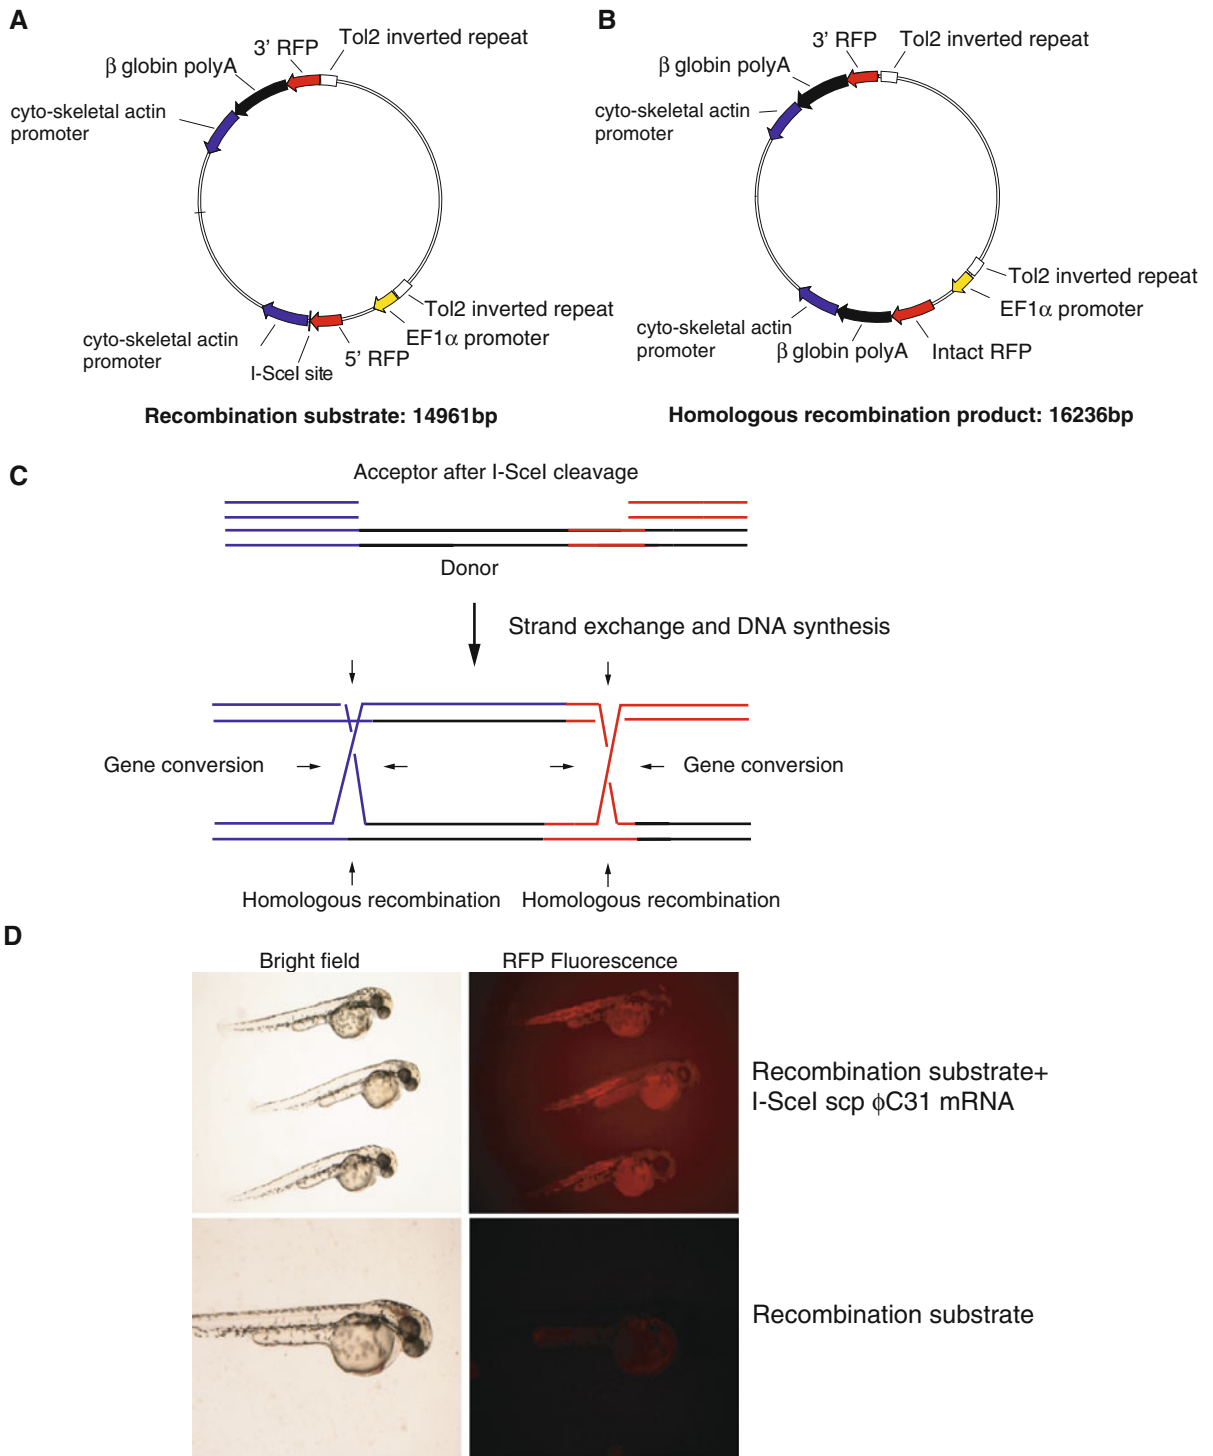 A
3' RFP
Tol2 inverted repeat
β globin polyA
cyto-skeletal actin
promoter
Tol2 inverted repeat
EF1α promoter
5' RFP
I-SceI site
cyto-skeletal actin
promoter
Recombination substrate: 14961bp
B
3' RFP
Tol2 inverted repeat
β globin polyA
cyto-skeletal actin
promoter
Tol2 inverted repeat
EF1α promoter
Intact RFP
β globin polyA
cyto-skeletal actin
promoter
Homologous recombination product: 16236bp
C
Acceptor after I-SceI cleavage
Donor
Strand exchange and DNA synthesis
Gene conversion
Gene conversion
Homologous recombination
Homologous recombination
D
Bright field
RFP Fluorescence
Recombination substrate+
I-SceI scp ϕC31 mRNA
Recombination substrate